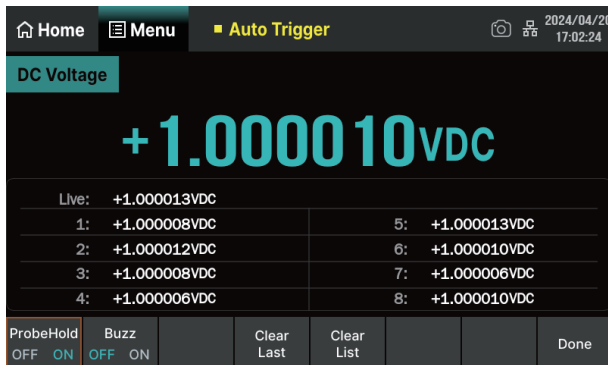 Home Menu Auto Trigger 2024/04/20
17:02:24
DC Voltage
+1.000010VDC
Live: +1.000013VDC
1: +1.000008VDC 5: +1.000013VDC
2: +1.000012VDC 6: +1.000010VDC
3: +1.000008VDC 7: +1.000006VDC
4: +1.000006VDC 8: +1.000010VDC
ProbeHold Buzz Clear Clear Done
OFF ON OFF ON Last List